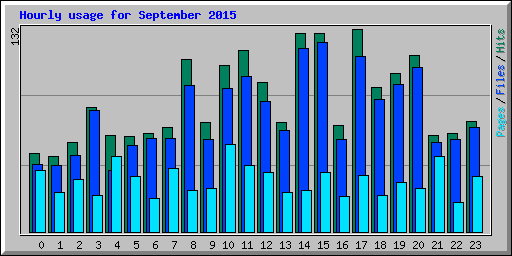 Hourly usage for September 2015
132
Pages/Files/Hits
0 1 2 3 4 5 6 7 8 9 10 11 12 13 14 15 16 17 18 19 20 21 22 23